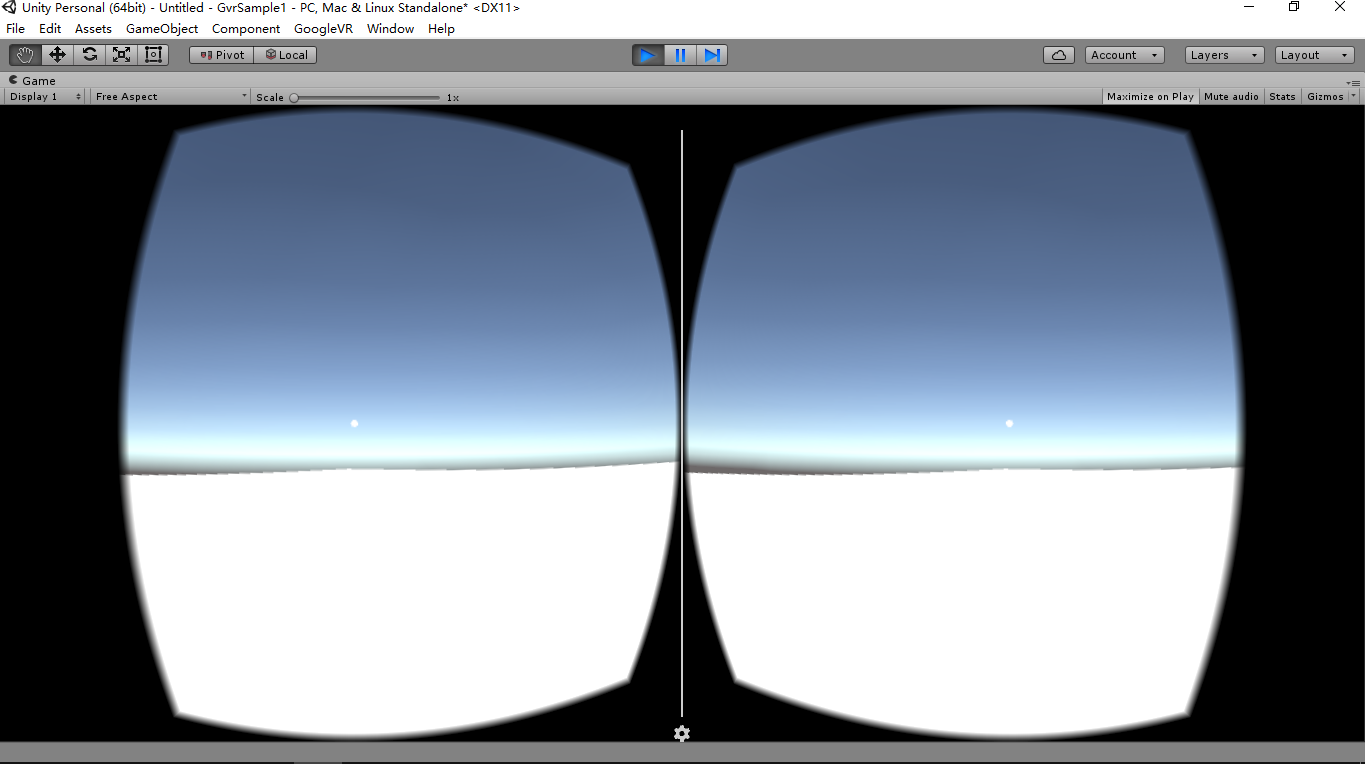 Unity Personal (64bit) - Untitled - GvrSample1 - PC, Mac & Linux Standalone* <DX11>
File Edit Assets GameObject Component GoogleVR Window Help
Pivot Local Account Layers Layout
Game
Display 1 Free Aspect Scale 1x Maximize on Play Mute audio Stats Gizmos